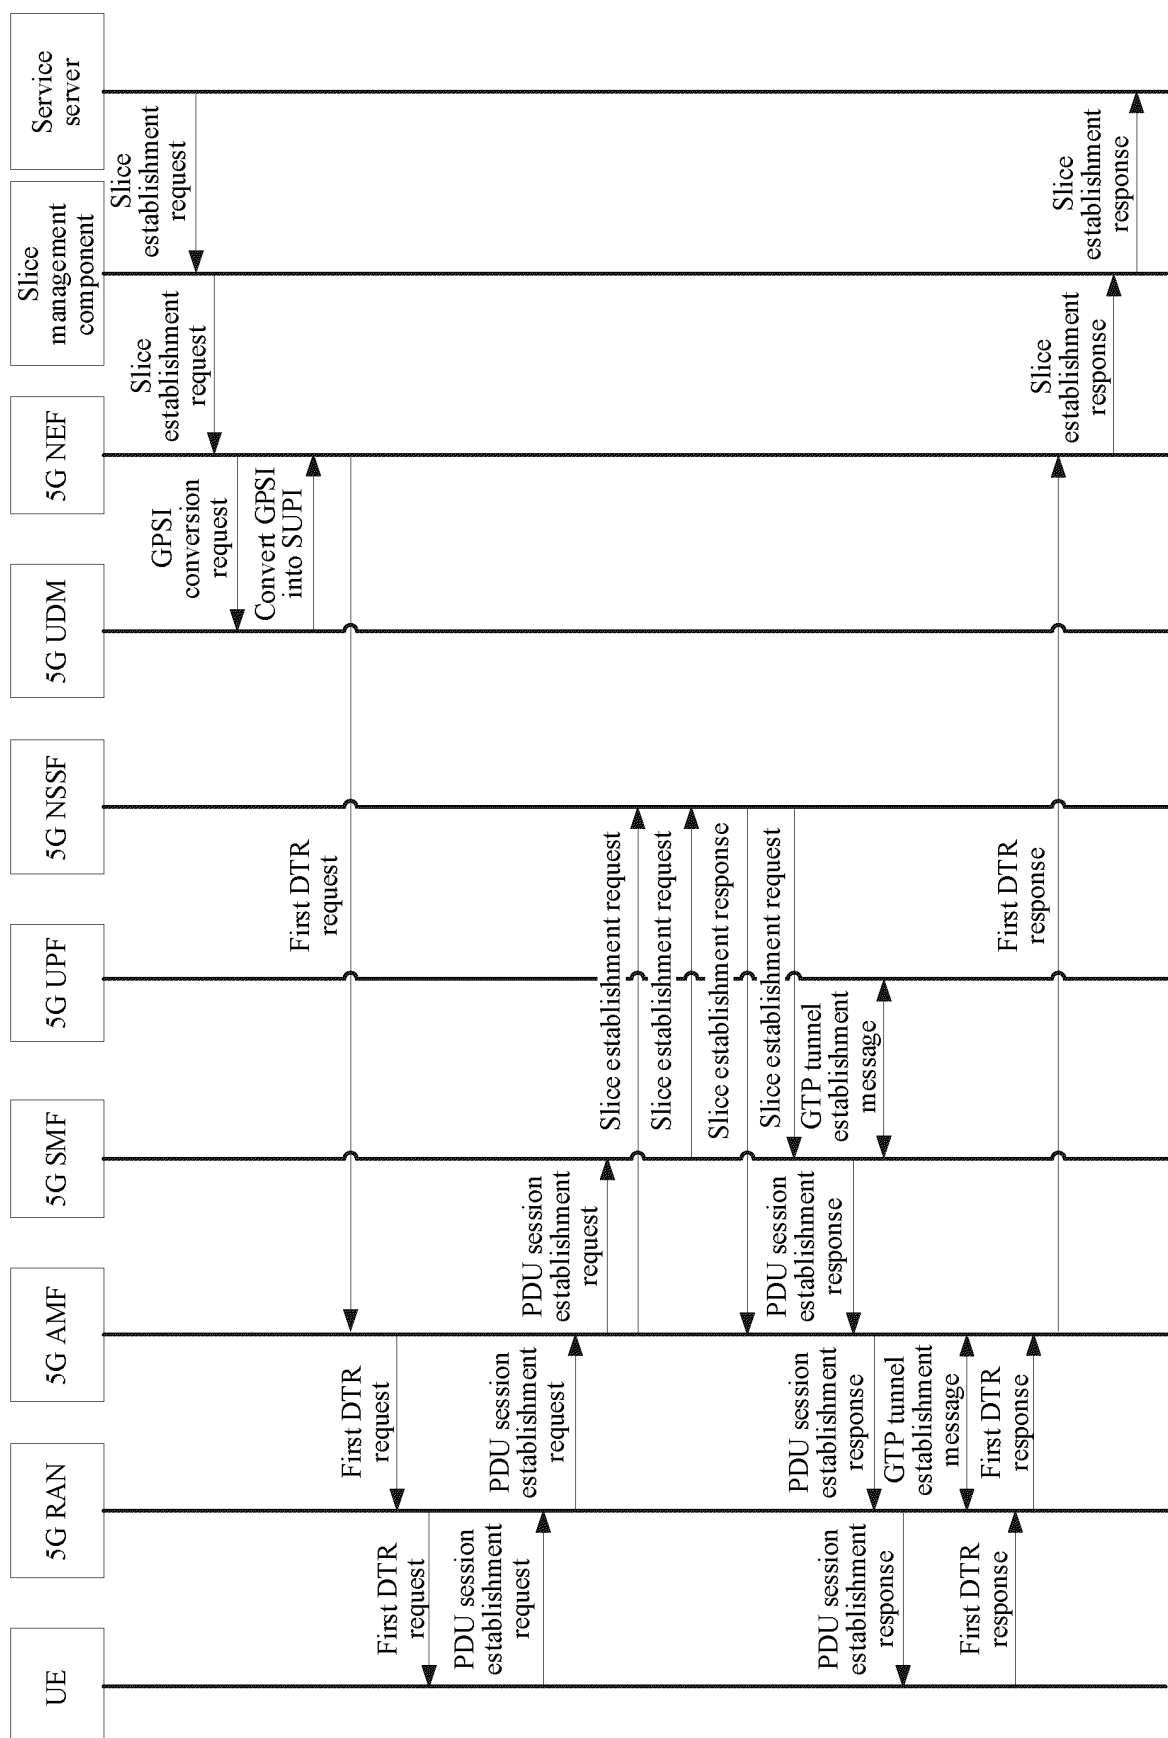 UE
5G RAN
5G AMF
5G SMF
5G UPF
5G NSSF
5G UDM
5G NEF
Slice
management
component
Service
server
Slice
establishment
request
Slice
establishment
request
GPSI
conversion
request
Convert GPSI
into SUPI
First DTR
request
First DTR
request
First DTR
request
PDU session
establishment
request
PDU session
establishment
request
PDU session
establishment
request
Slice establishment request
Slice establishment request
Slice establishment response
Slice establishment request
PDU session
establishment
response
GTP tunnel
establishment
message
PDU session
establishment
response
PDU session
establishment
response
GTP tunnel
establishment
message
First DTR
response
First DTR
response
First DTR
response
Slice
establishment
response
Slice
establishment
response